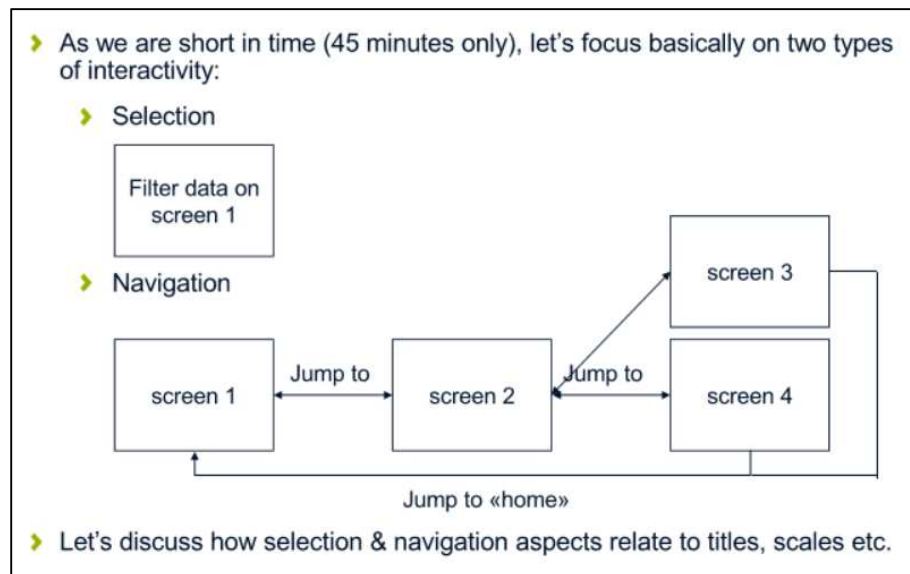 As we are short in time (45 minutes only), let's focus basically on two types
of interactivity:
Selection
Filter data on
screen 1
Navigation
screen 3
screen 1
Jump to
screen 2
Jump to
screen 4
Jump to «home»
Let's discuss how selection & navigation aspects relate to titles, scales etc.